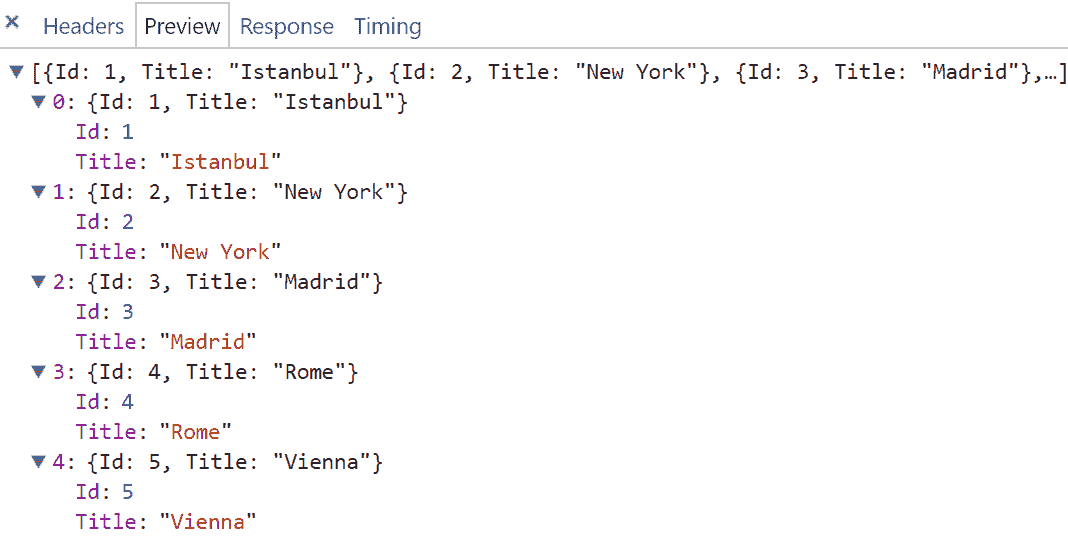 × Headers Preview Response Timing
▼ [{Id: 1, Title: "Istanbul"}, {Id: 2, Title: "New York"}, {Id: 3, Title: "Madrid"},…]
▼ 0: {Id: 1, Title: "Istanbul"}
Id: 1
Title: "Istanbul"
▼ 1: {Id: 2, Title: "New York"}
Id: 2
Title: "New York"
▼ 2: {Id: 3, Title: "Madrid"}
Id: 3
Title: "Madrid"
▼ 3: {Id: 4, Title: "Rome"}
Id: 4
Title: "Rome"
▼ 4: {Id: 5, Title: "Vienna"}
Id: 5
Title: "Vienna"